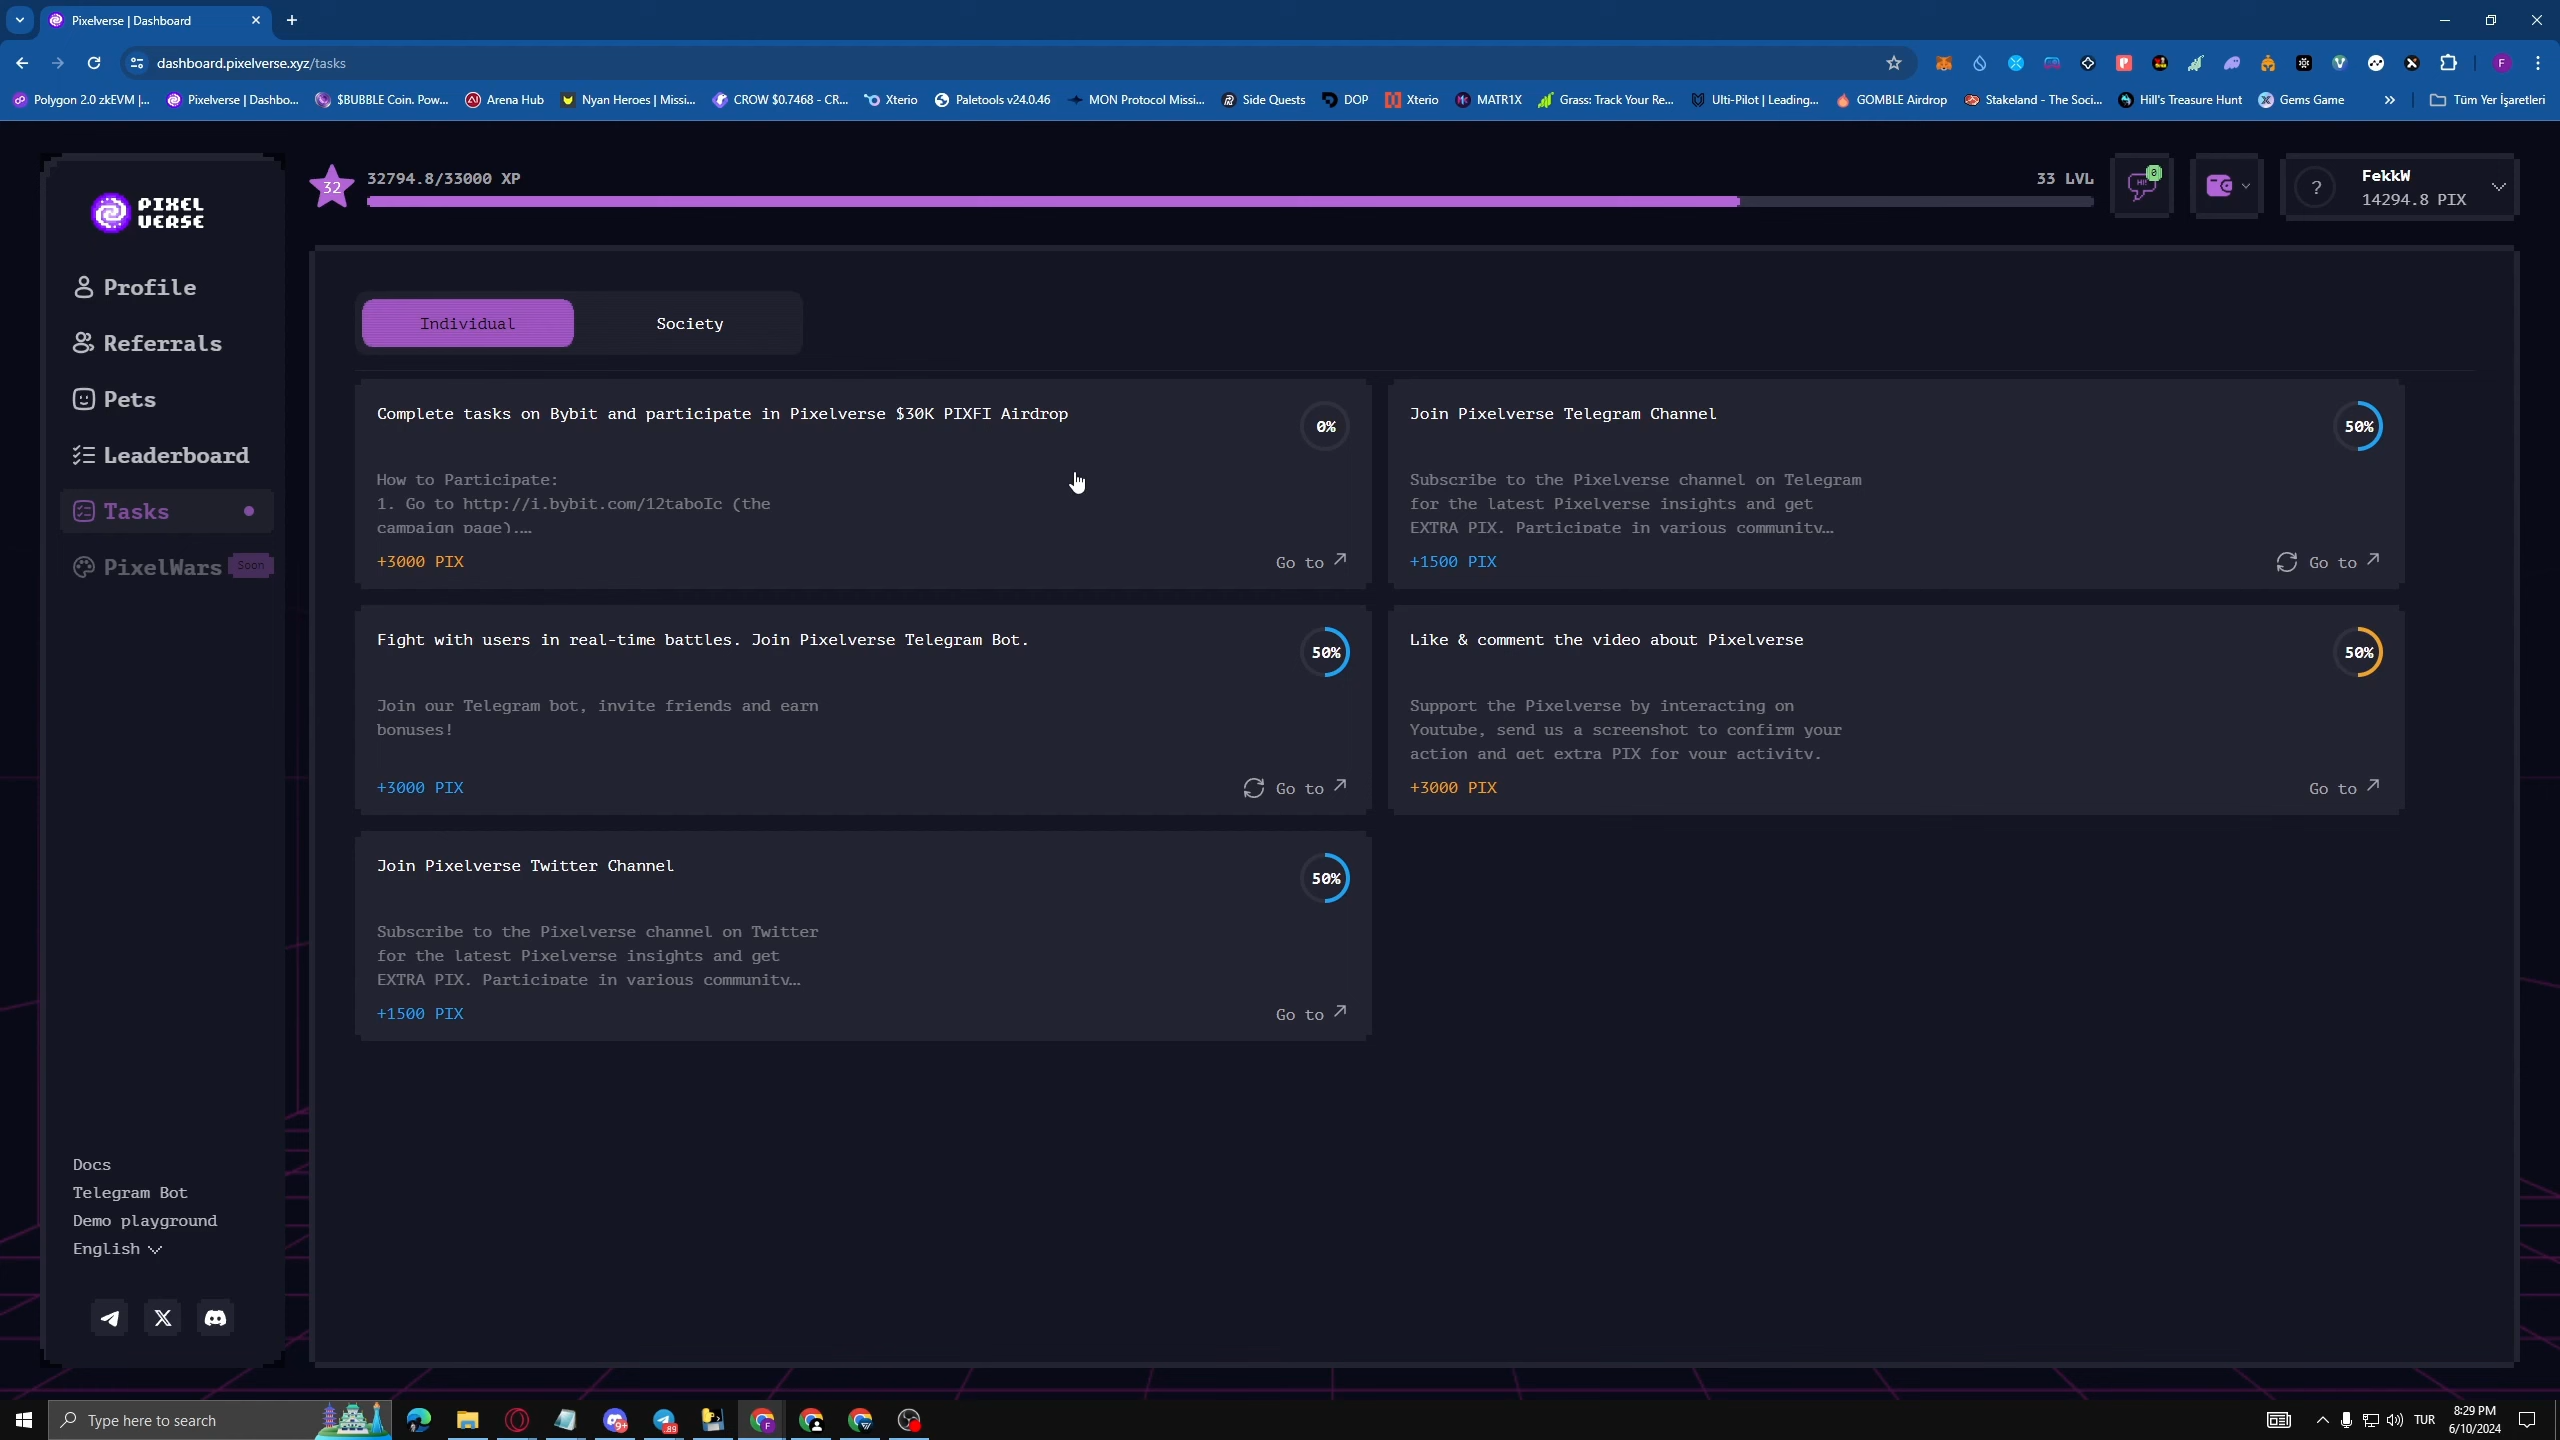 Pixelverse | Dashboard
dashboard.pixelverse.xyz/tasks
F
Polygon 2.0 zkEVM |...
Pixelverse | Dashbo...
$BUBBLE Coin. Pow...
Arena Hub
Nyan Heroes | Missi...
CROW $0.7468 - CR...
Xterio
Paletools v24.0.46
MON Protocol Missi...
Side Quests
DOP
Xterio
MATR1X
Grass: Track Your Re...
Ulti-Pilot | Leading...
GOMBLE Airdrop
Stakeland - The Soci...
Hill's Treasure Hunt
Gems Game
»
Tüm Yer İşaretleri
PIXEL
VERSE
32
32794.8/33000 XP
33 LVL
HI!
0
?
FekkW
14294.8 PIX
Profile
Referrals
Pets
Leaderboard
Tasks
PixelWars
Soon
Individual
Society
Complete tasks on Bybit and participate in Pixelverse $30K PIXFI Airdrop
0%
How to Participate:
1. Go to http://i.bybit.com/12taboIc (the
campaign page)....
+3000 PIX
Go to
Join Pixelverse Telegram Channel
50%
Subscribe to the Pixelverse channel on Telegram
for the latest Pixelverse insights and get
EXTRA PIX. Participate in various community…
+1500 PIX
Go to
Fight with users in real-time battles. Join Pixelverse Telegram Bot.
50%
Join our Telegram bot, invite friends and earn
bonuses!
+3000 PIX
Go to
Like & comment the video about Pixelverse
50%
Support the Pixelverse by interacting on
Youtube, send us a screenshot to confirm your
action and get extra PIX for your activity.
+3000 PIX
Go to
Join Pixelverse Twitter Channel
50%
Subscribe to the Pixelverse channel on Twitter
for the latest Pixelverse insights and get
EXTRA PIX. Participate in various community…
+1500 PIX
Go to
Docs
Telegram Bot
Demo playground
English
Type here to search
9+
89
F
TUR
8:29 PM
6/10/2024